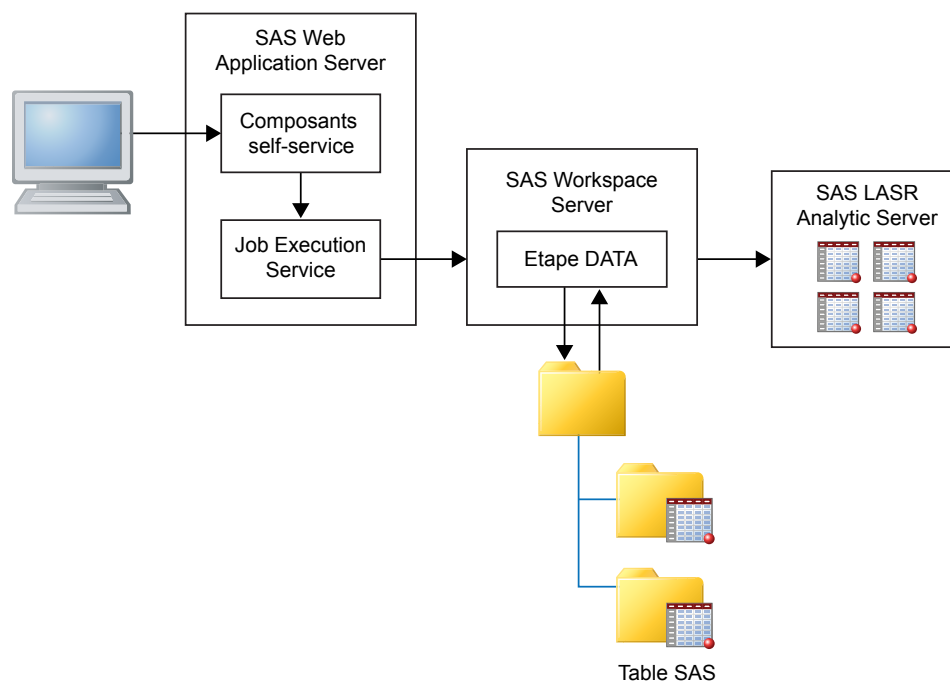 SAS Web
Application Server
Composants
self-service
Job Execution
Service
SAS Workspace
Server
Etape DATA
SAS LASR
Analytic Server
Table SAS